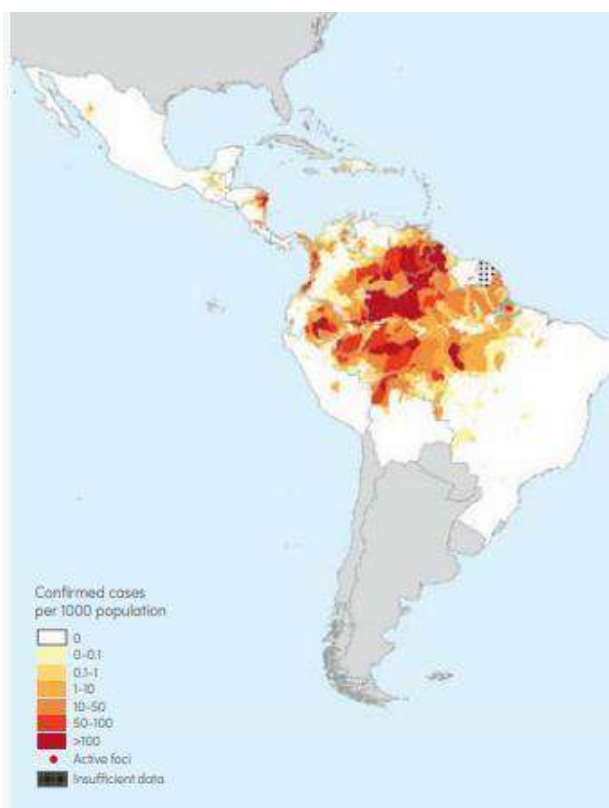 Confirmed cases
per 1000 population
0
0–0.1
0.1–1
1–10
10–50
50–100
>100
Active foci
Insufficient data